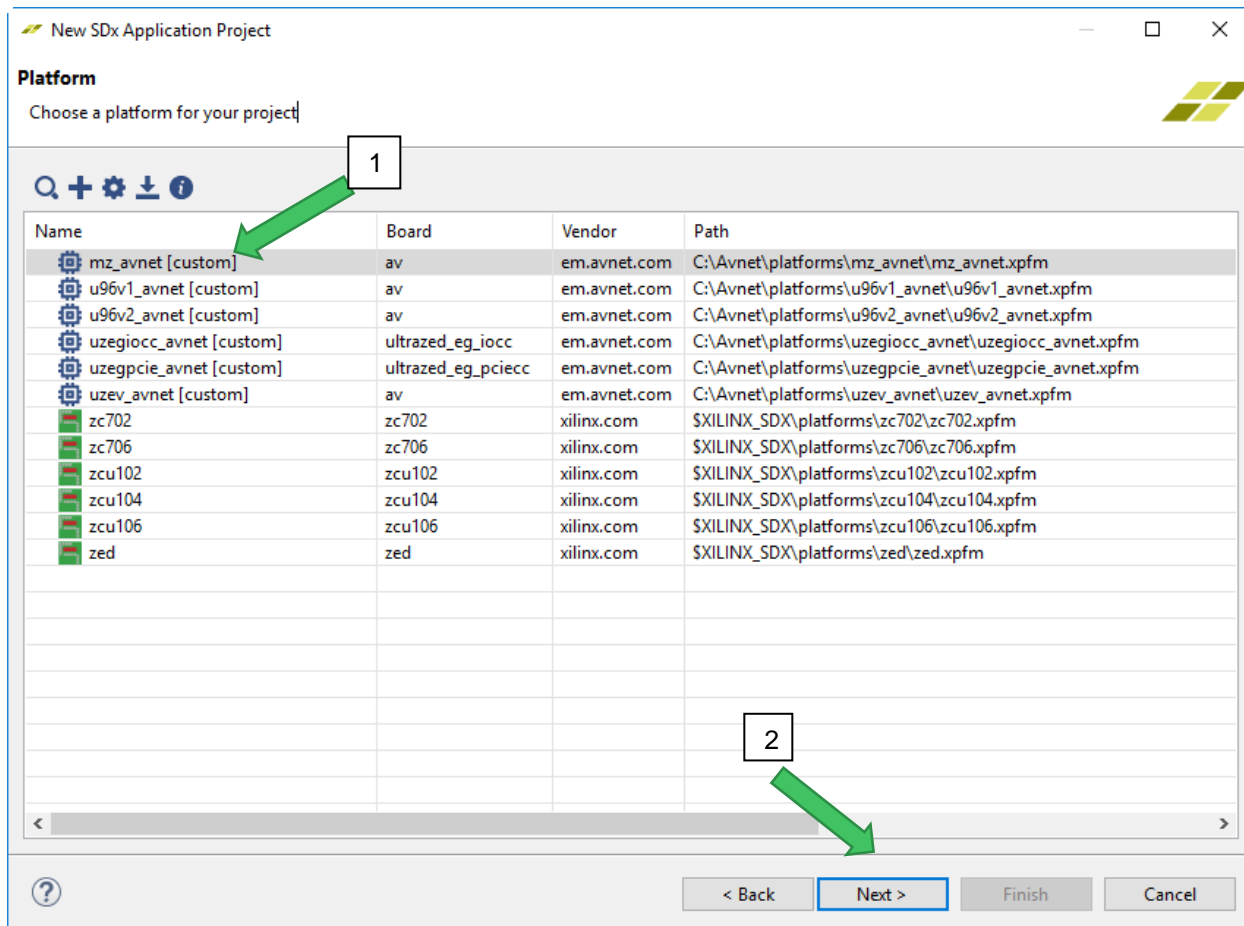 New SDx Application Project
Platform
Choose a platform for your project
1
Name Board Vendor Path
mz_avnet [custom] av em.avnet.com C:\Avnet\platforms\mz_avnet\mz_avnet.xpfm
u96v1_avnet [custom] av em.avnet.com C:\Avnet\platforms\u96v1_avnet\u96v1_avnet.xpfm
u96v2_avnet [custom] av em.avnet.com C:\Avnet\platforms\u96v2_avnet\u96v2_avnet.xpfm
uzegiocc_avnet [custom] ultrazed_eg_iocc em.avnet.com C:\Avnet\platforms\uzegiocc_avnet\uzegiocc_avnet.xpfm
uzegpcie_avnet [custom] ultrazed_eg_pciecc em.avnet.com C:\Avnet\platforms\uzegpcie_avnet\uzegpcie_avnet.xpfm
uzev_avnet [custom] av em.avnet.com C:\Avnet\platforms\uzev_avnet\uzev_avnet.xpfm
zc702 zc702 xilinx.com $XILINX_SDX\platforms\zc702\zc702.xpfm
zc706 zc706 xilinx.com $XILINX_SDX\platforms\zc706\zc706.xpfm
zcu102 zcu102 xilinx.com $XILINX_SDX\platforms\zcu102\zcu102.xpfm
zcu104 zcu104 xilinx.com $XILINX_SDX\platforms\zcu104\zcu104.xpfm
zcu106 zcu106 xilinx.com $XILINX_SDX\platforms\zcu106\zcu106.xpfm
zed zed xilinx.com $XILINX_SDX\platforms\zed\zed.xpfm
2
< Back Next > Finish Cancel